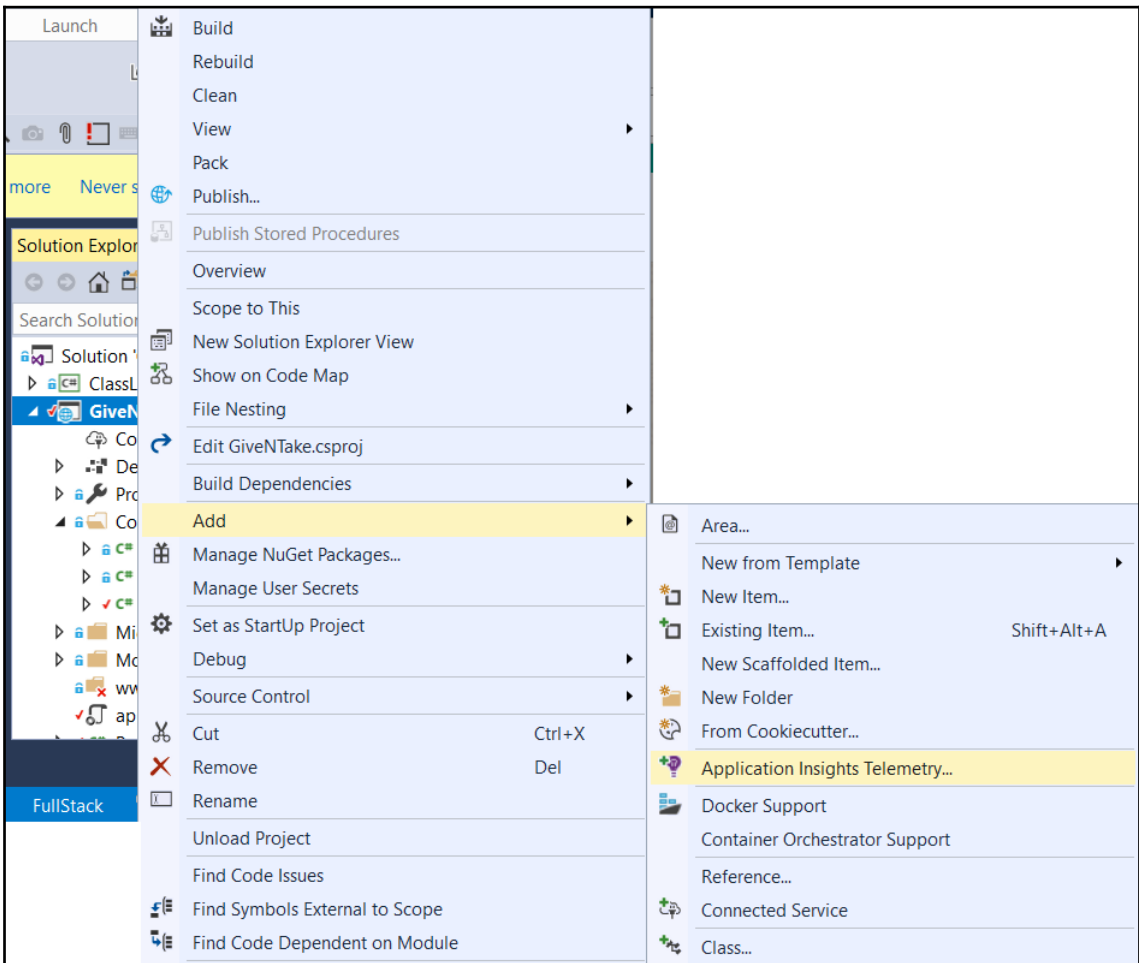 Launch
more Never s
Solution Explor
Search Solution
Solution '
C# ClassL
GiveN
Co
De
Pro
Co
C#
C#
C#
Mi
Mo
ww
ap
FullStack
Build
Rebuild
Clean
View
Pack
Publish...
Publish Stored Procedures
Overview
Scope to This
New Solution Explorer View
Show on Code Map
File Nesting
Edit GiveNTake.csproj
Build Dependencies
Add
Manage NuGet Packages...
Manage User Secrets
Set as StartUp Project
Debug
Source Control
Cut Ctrl+X
Remove Del
Rename
Unload Project
Find Code Issues
Find Symbols External to Scope
Find Code Dependent on Module
Area...
New from Template
New Item...
Existing Item... Shift+Alt+A
New Scaffolded Item...
New Folder
From Cookiecutter...
Application Insights Telemetry...
Docker Support
Container Orchestrator Support
Reference...
Connected Service
Class...